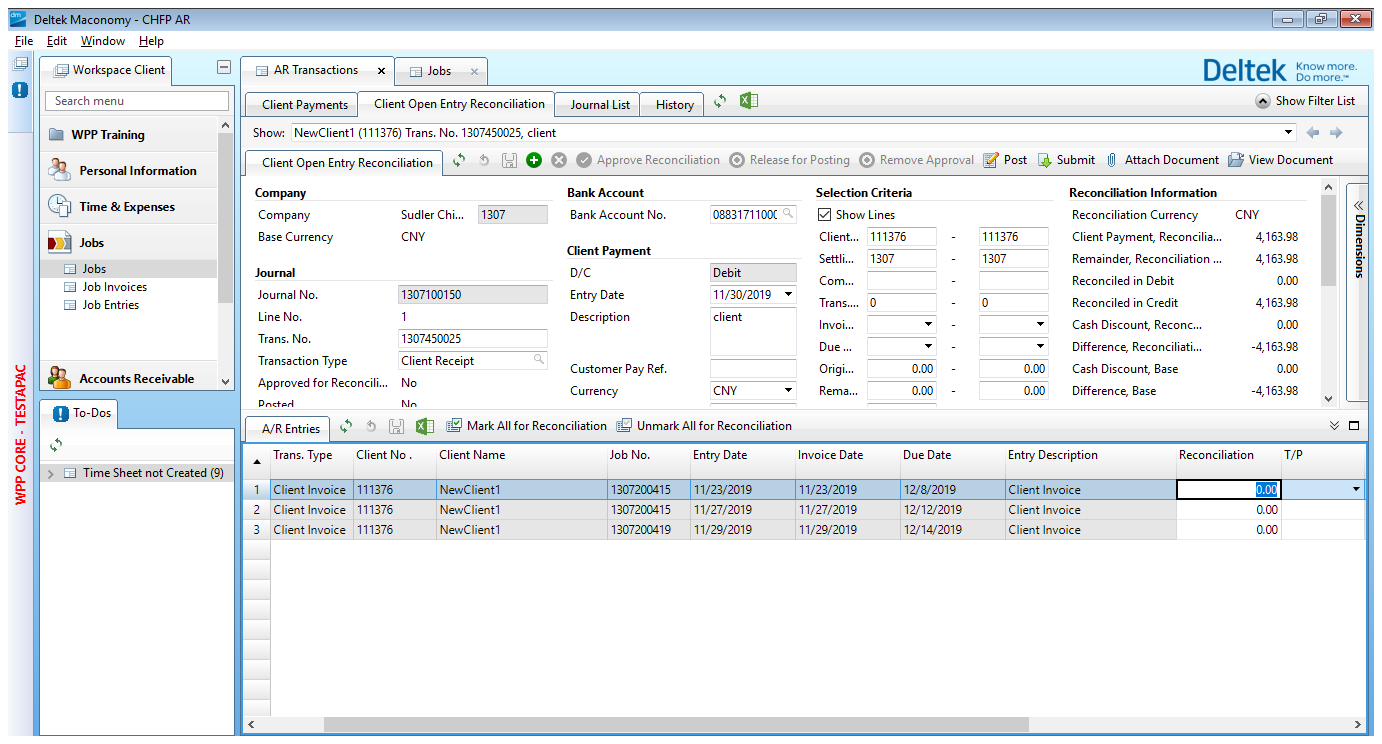 dm Deltek Maconomy - CHFP AR
File Edit Window Help
Workspace Client
Search menu
WPP Training
Personal Information
Time & Expenses
Jobs
Jobs
Job Invoices
Job Entries
Accounts Receivable
To-Dos
Time Sheet not Created (9)
WPP CORE - TESTAPAC
AR Transactions Jobs
Deltek Know more. Do more.™
Client Payments Client Open Entry Reconciliation Journal List History Show Filter List
Show: NewClient1 (111376) Trans. No. 1307450025, client
Client Open Entry Reconciliation Approve Reconciliation Release for Posting Remove Approval Post Submit Attach Document View Document
Company
Company Sudler Chi... 1307
Base Currency CNY
Journal
Journal No. 1307100150
Line No. 1
Trans. No. 1307450025
Transaction Type Client Receipt
Approved for Reconcili... No
Posted No
Bank Account
Bank Account No. 08831711000
Client Payment
D/C Debit
Entry Date 11/30/2019
Description client
Customer Pay Ref.
Currency CNY
Selection Criteria
Show Lines
Client... 111376 - 111376
Settli... 1307 - 1307
Com... -
Trans.... 0 - 0
Invoi... -
Due ... -
Origi... 0.00 - 0.00
Rema... 0.00 - 0.00
Reconciliation Information
Reconciliation Currency CNY
Client Payment, Reconcilia... 4,163.98
Remainder, Reconciliation ... 4,163.98
Reconciled in Debit 0.00
Reconciled in Credit 4,163.98
Cash Discount, Reconc... 0.00
Difference, Reconciliati... -4,163.98
Cash Discount, Base 0.00
Difference, Base -4,163.98
Dimensions
A/R Entries Mark All for Reconciliation Unmark All for Reconciliation
Trans. Type Client No . Client Name Job No. Entry Date Invoice Date Due Date Entry Description Reconciliation T/P
1 Client Invoice 111376 NewClient1 1307200415 11/23/2019 11/23/2019 12/8/2019 Client Invoice 0.00
2 Client Invoice 111376 NewClient1 1307200415 11/27/2019 11/27/2019 12/12/2019 Client Invoice 0.00
3 Client Invoice 111376 NewClient1 1307200419 11/29/2019 11/29/2019 12/14/2019 Client Invoice 0.00